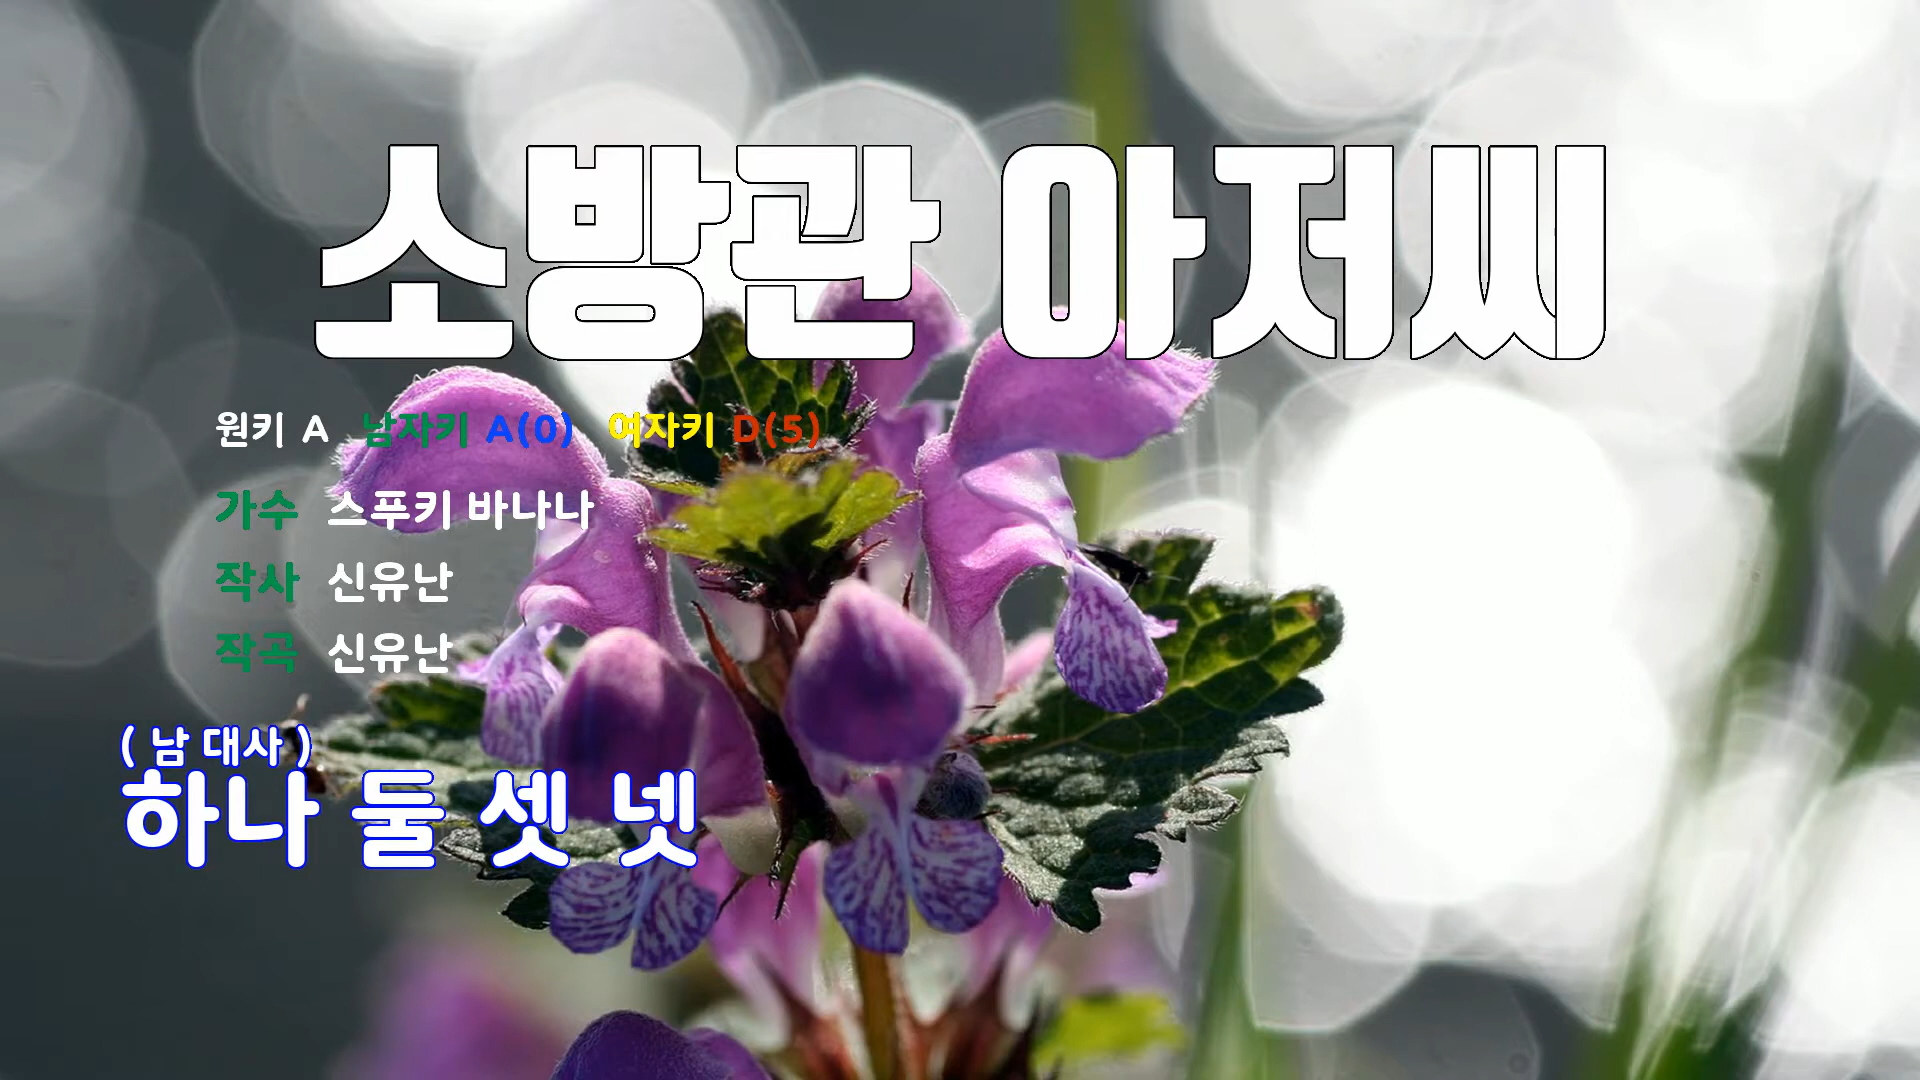 소방관 아저씨
원키 A 남자키 A(0) 여자키 D(5)
가수 스푸키 바나나
작사 신유난
작곡 신유난
( 남 대사 )
하나 둘 셋 넷